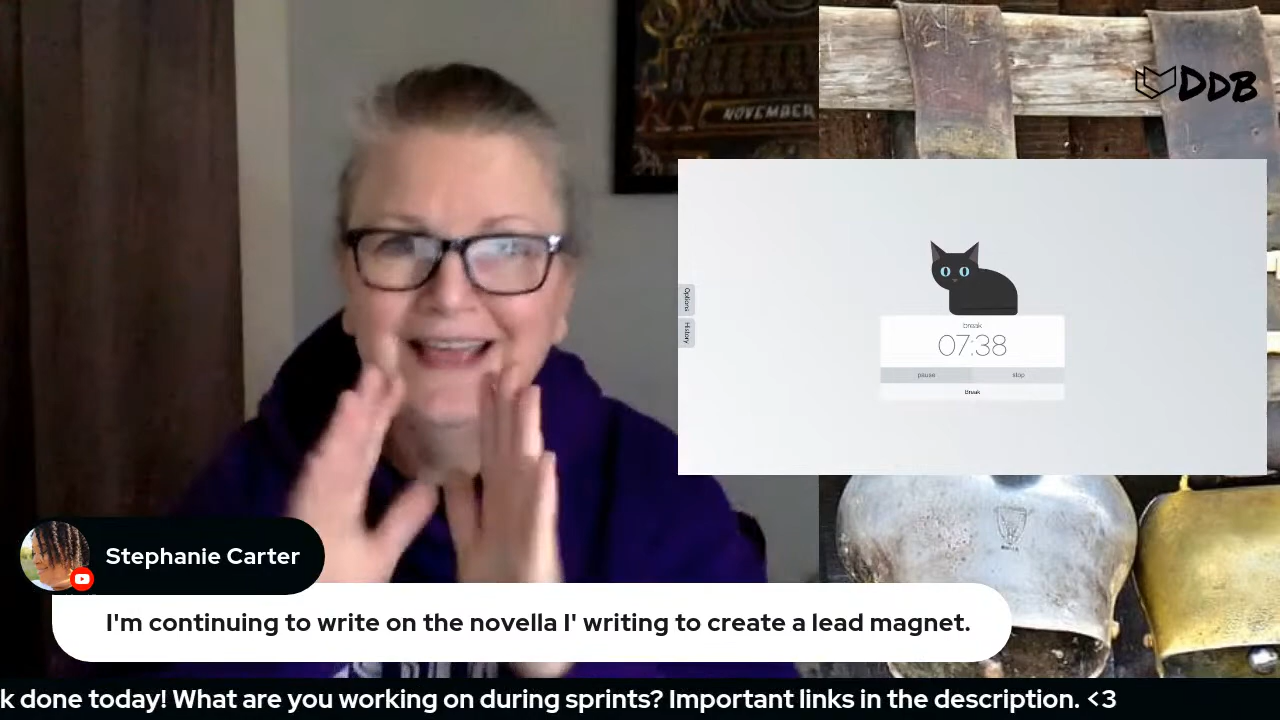 NOVEMBER
DDB
Options
History
break
07:38
pause
stop
Break
Stephanie Carter
I'm continuing to write on the novella I' writing to create a lead magnet.
k done today! What are you working on during sprints? Important links in the description. <3